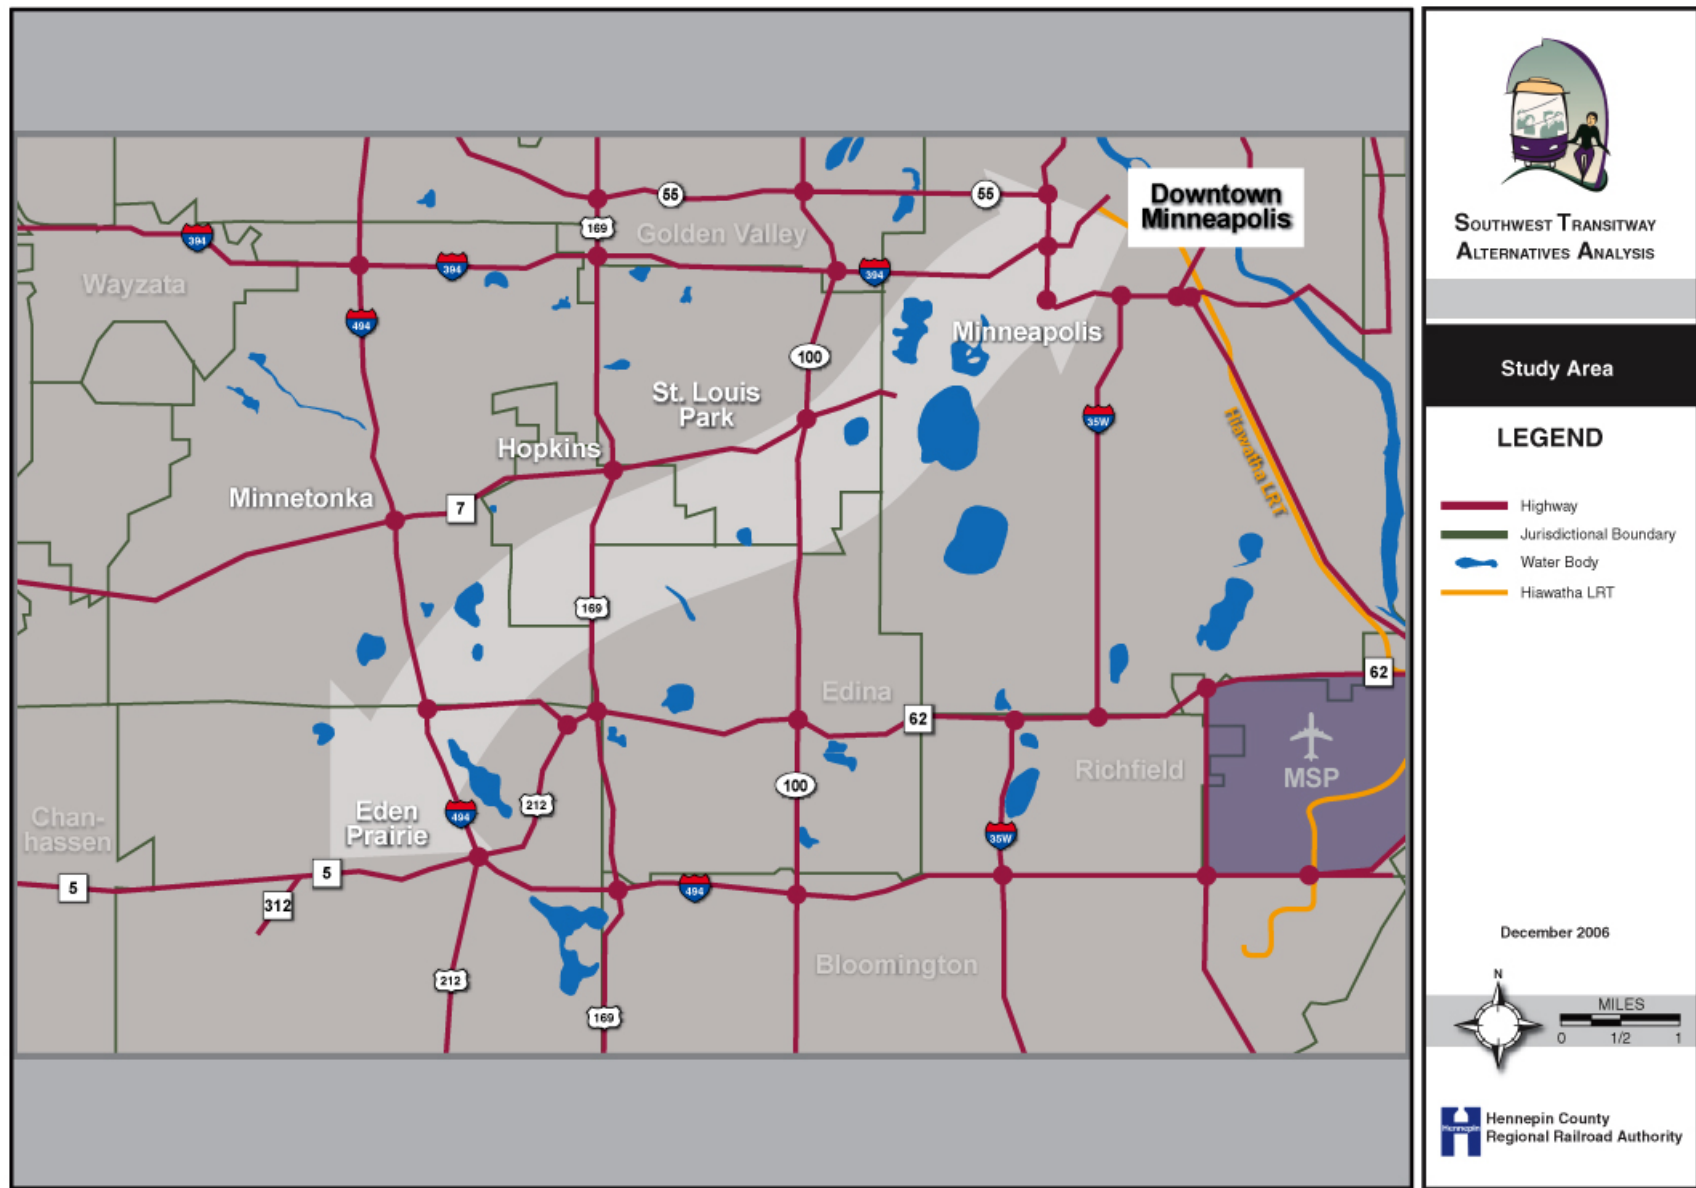 55
55
Downtown
Minneapolis
169
Golden Valley
394
394
394
Wayzata
494
Minneapolis
100
St. Louis
Park
35W
Hopkins
Hiawatha LRT
Minnetonka
7
169
62
Edina
62
Richfield
MSP
100
212
Eden
Prairie
494
Chan-
hassen
35W
5
5
494
312
Bloomington
212
169
SOUTHWEST TRANSITWAY
ALTERNATIVES ANALYSIS
Study Area
LEGEND
Highway
Jurisdictional Boundary
Water Body
Hiawatha LRT
December 2006
N
MILES
0 1/2 1
Hennepin
Hennepin County
Regional Railroad Authority